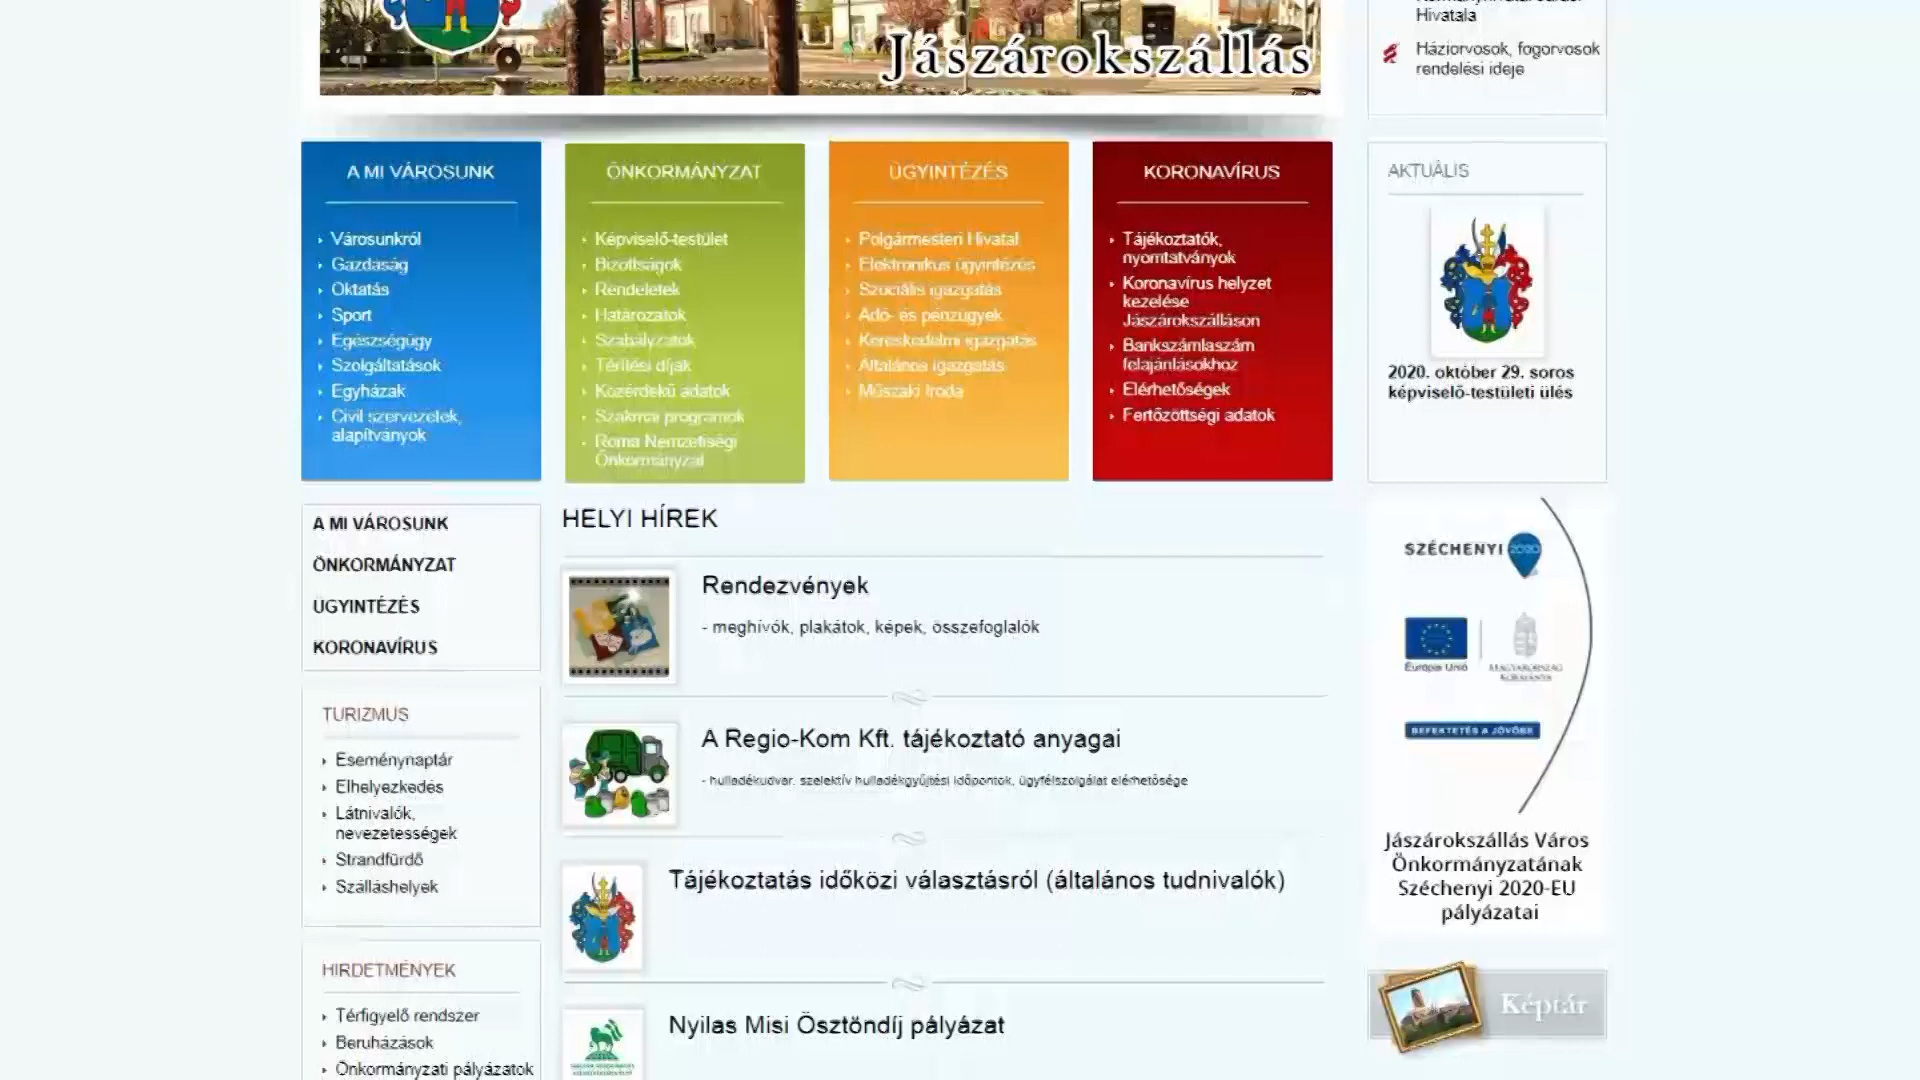 Jászárokszállás
Hivatala
Háziorvosok, fogorvosok
rendelési ideje
A MI VÁROSUNK
Városunkról
Gazdaság
Oktatás
Sport
Egészségügy
Szolgáltatások
Egyházak
Civil szervezetek,
alapítványok
ÖNKORMÁNYZAT
Képviselő-testület
Bizottságok
Rendeletek
Határozatok
Szabályzatok
Térítési díjak
Közérdekű adatok
Szakmai programok
Roma Nemzetiségi
Önkormányzat
ÜGYINTÉZÉS
Polgármesteri Hivatal
Elektronikus ügyintézés
Szociális igazgatás
Adó- és pénzügyek
Kereskedelmi igazgatás
Általános igazgatás
Műszaki Iroda
KORONAVÍRUS
Tájékoztatók,
nyomtatványok
Koronavírus helyzet
kezelése
Jászárokszálláson
Bankszámlaszám
felajánlásokhoz
Elérhetőségek
Fertőzöttségi adatok
AKTUÁLIS
2020. október 29. soros
képviselő-testületi ülés
A MI VÁROSUNK
ÖNKORMÁNYZAT
ÜGYINTÉZÉS
KORONAVÍRUS
TURIZMUS
Eseménynaptár
Elhelyezkedés
Látnivalók,
nevezetességek
Strandfürdő
Szálláshelyek
HIRDETMÉNYEK
Térfigyelő rendszer
Beruházások
Önkormányzati pályázatok
HELYI HÍREK
Rendezvények
- meghívók, plakátok, képek, összefoglalók
A Regio-Kom Kft. tájékoztató anyagai
- hulladékudvar, szelektív hulladékgyűjtési időpontok, ügyfélszolgálat elérhetősége
Tájékoztatás időközi választásról (általános tudnivalók)
Nyilas Misi Ösztöndíj pályázat
SZÉCHENYI 2020
Európai Unió
MAGYARORSZÁG
KORMÁNYA
BEFEKTETÉS A JÖVŐBE
Jászárokszállás Város
Önkormányzatának
Széchenyi 2020-EU
pályázatai
Képtár